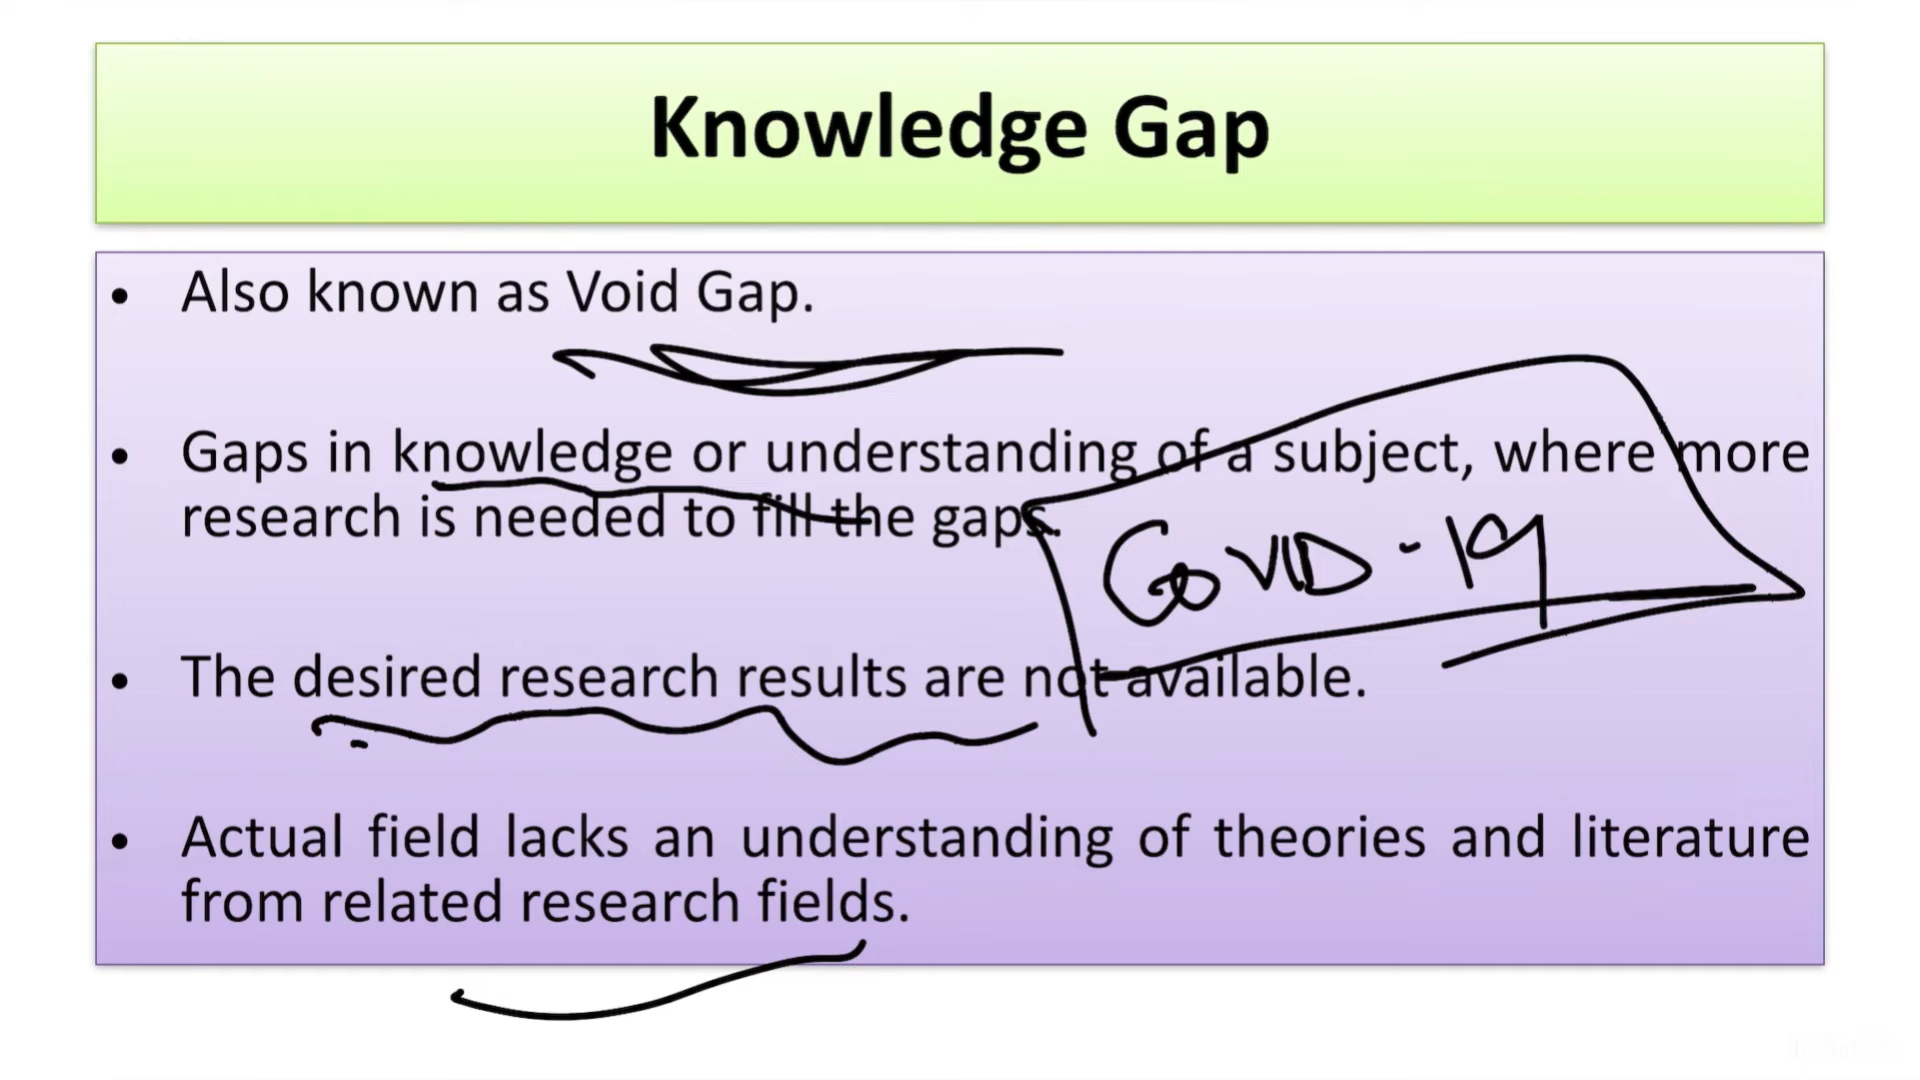 Knowledge Gap
• Also known as Void Gap.
• Gaps in knowledge or understanding of a subject, where more
research is needed to fill the gaps.
COVID-19
• The desired research results are not available.
• Actual field lacks an understanding of theories and literature
from related research fields.